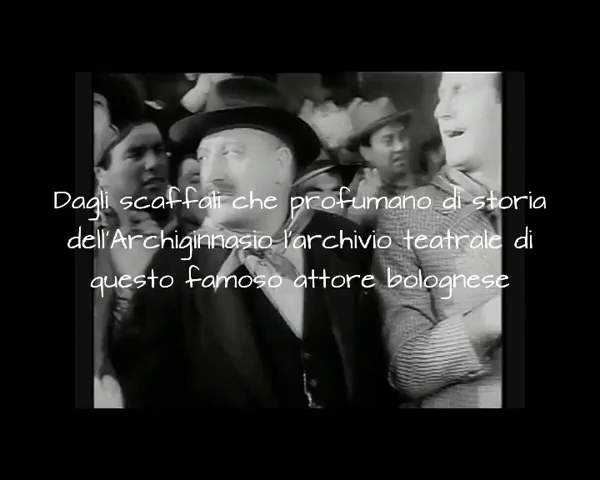 Dagli scaffali che profumano di storia
dell'Archiginnasio l'archivio teatrale di
questo famoso attore bolognese